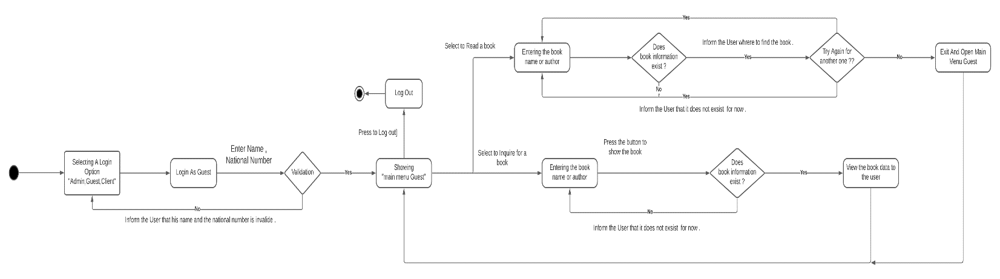 Yes
Select to Read a book
Entering the book
name or author
Does
book information
exist ?
Inform the User whrere to find the book .
Yes
Try Again for
another one ??
No
Exit And Open Main
Menu Guest
No
Yes
Inform the User that it does not exsist for now .
Log Out
Press to Log out]
Selecting A Login
Option
"Admin,Guest,Client"
Login As Guest
Enter Name ,
National Number
Validation
Yes
No
Inform the User that his name and the national number is invalide .
Showing
"main menu Guest"
Select to Inquire for a
book
Entering the book
name or author
Press the button to
show the book
Does
book information
exist ?
Yes
View the book data to
the user
No
Inform the User that it does not exsist for now .